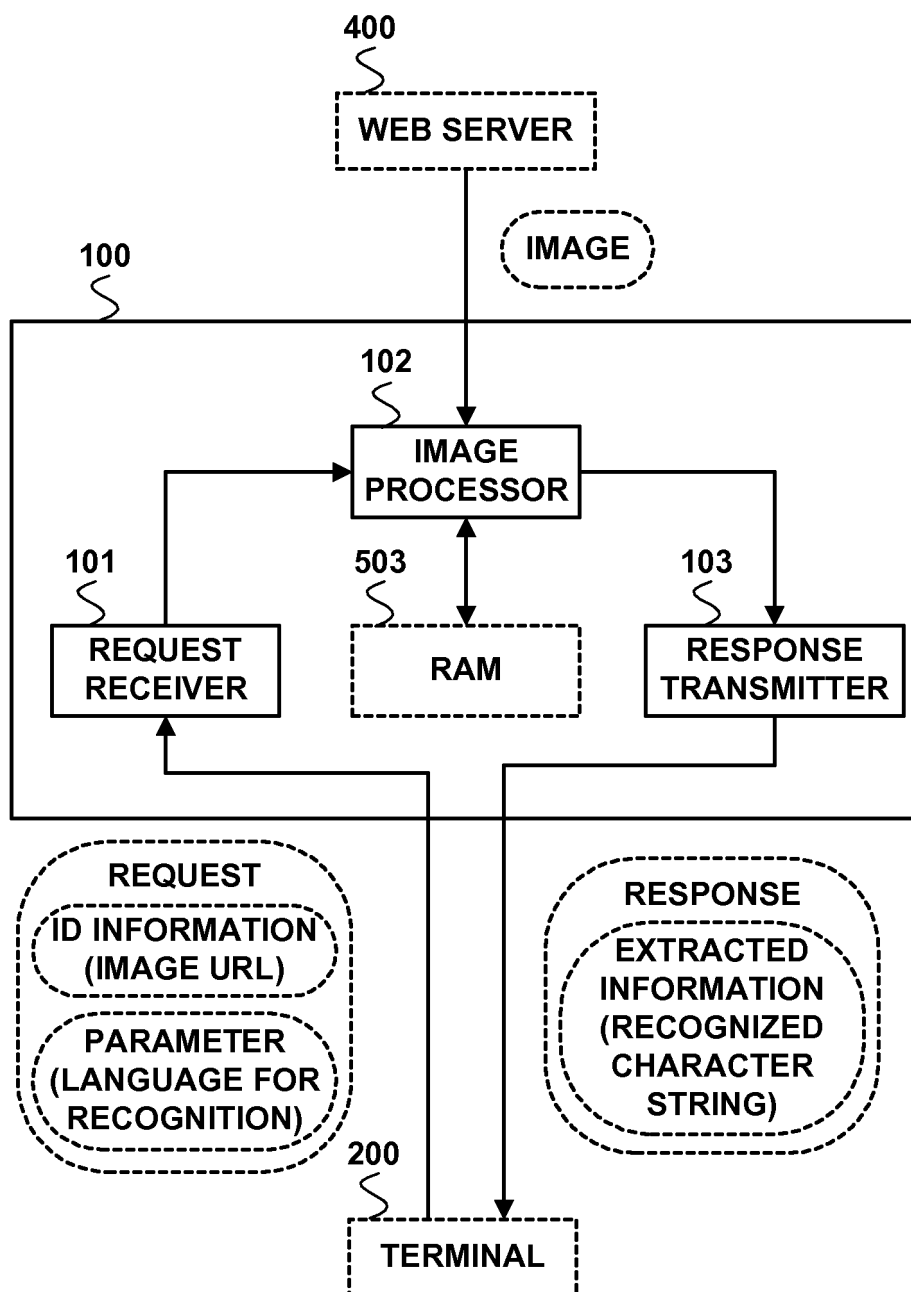 400
WEB SERVER
IMAGE
100
102
IMAGE
PROCESSOR
101
503
103
REQUEST
RECEIVER
RAM
RESPONSE
TRANSMITTER
REQUEST
ID INFORMATION
(IMAGE URL)
PARAMETER
(LANGUAGE FOR
RECOGNITION)
RESPONSE
EXTRACTED
INFORMATION
(RECOGNIZED
CHARACTER
STRING)
200
TERMINAL